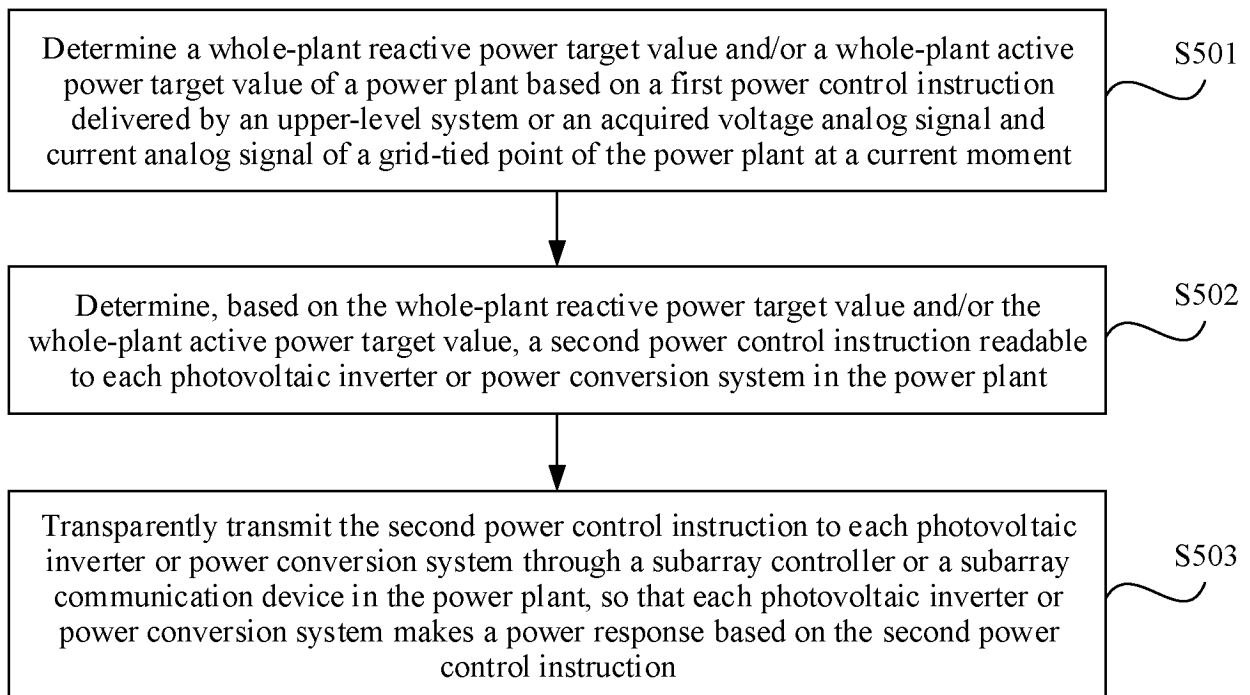 Determine a whole-plant reactive power target value and/or a whole-plant active
power target value of a power plant based on a first power control instruction
delivered by an upper-level system or an acquired voltage analog signal and
current analog signal of a grid-tied point of the power plant at a current moment
S501
Determine, based on the whole-plant reactive power target value and/or the
whole-plant active power target value, a second power control instruction readable
to each photovoltaic inverter or power conversion system in the power plant
S502
Transparently transmit the second power control instruction to each photovoltaic
inverter or power conversion system through a subarray controller or a subarray
communication device in the power plant, so that each photovoltaic inverter or
power conversion system makes a power response based on the second power
control instruction
S503